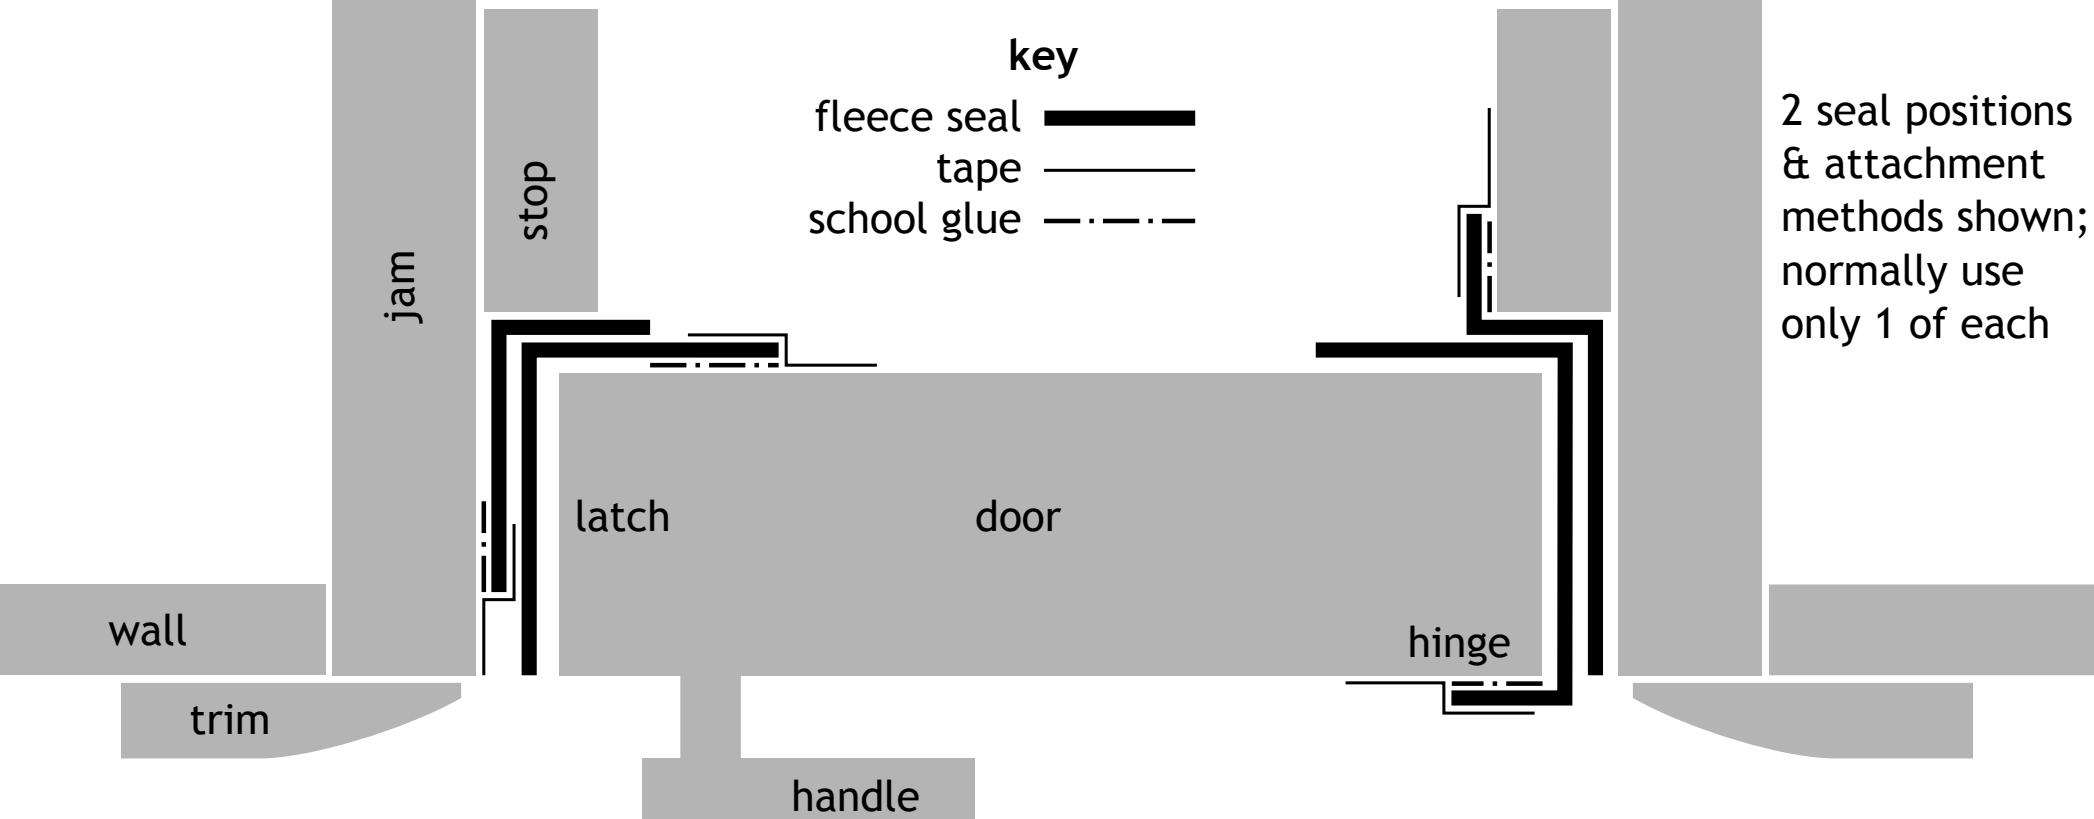 key
fleece seal
tape
school glue
2 seal positions
& attachment
methods shown;
normally use
only 1 of each
stop
jam
latch
door
hinge
wall
trim
handle